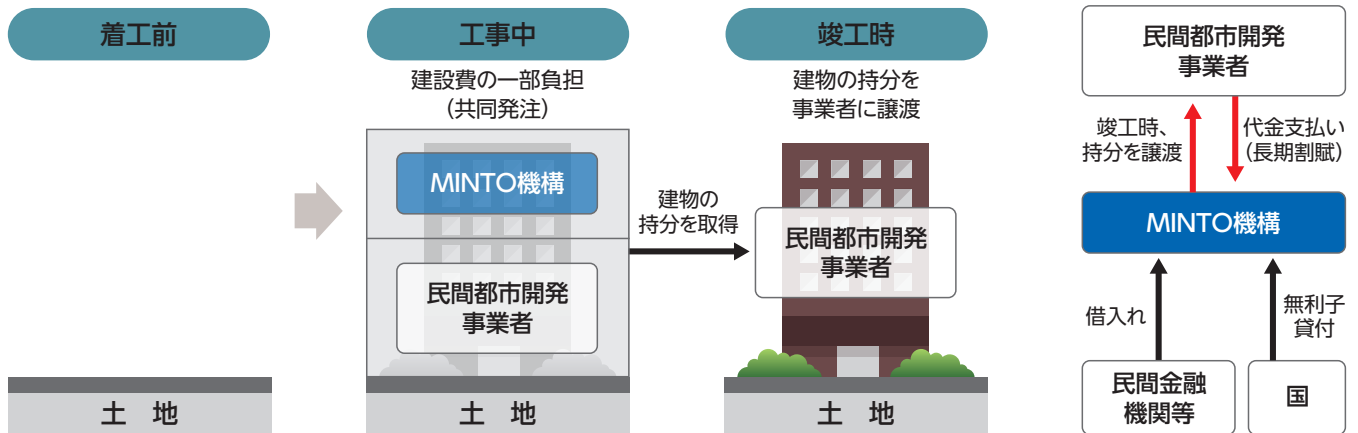 着工前
土　地
工事中
建設費の一部負担
（共同発注）
MINTO機構
民間都市開発
事業者
土　地
建物の
持分を取得
竣工時
建物の持分を
事業者に譲渡
民間都市開発
事業者
土　地
民間都市開発
事業者
竣工時、
持分を譲渡
代金支払い
（長期割賦）
MINTO機構
借入れ
無利子
貸付
民間金融
機関等
国